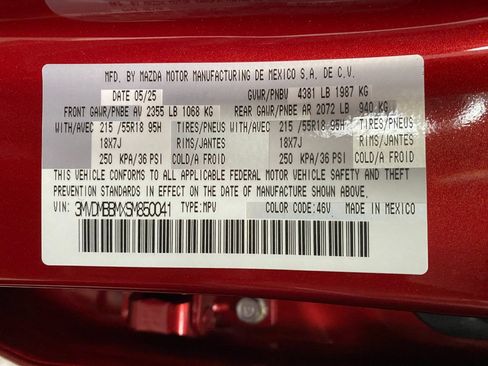 MFD. BY MAZDA MOTOR MANUFACTURING DE MEXICO S.A. DE C.V.
DATE 05/25 GVWR/PNBV 4381 LB 1987 KG
FRONT GAWR/PNBE AV 2355 LB 1068 KG REAR GAWR/PNBE AR 2072 LB 940 KG
WITH/AVEC 215 /55R18 95H TIRES/PNEUS WITH/AVEC 215 /55R18 95H TIRES/PNEUS
18X7J RIMS/JANTES 18X7J RIMS/JANTES
250 KPA/36 PSI COLD/A FROID 250 KPA/36 PSI COLD/A FROID
THIS VEHICLE CONFORMS TO ALL APPLICABLE FEDERAL MOTOR VEHICLE SAFETY AND THEFT
PREVENTION STANDARDS IN EFFECT ON THE DATE OF MANUFACTURE SHOWN ABOVE.
VIN: 3MVDMBBMXSM850041 TYPE:MPV COLOR CODE:46V MADE IN MEXICO